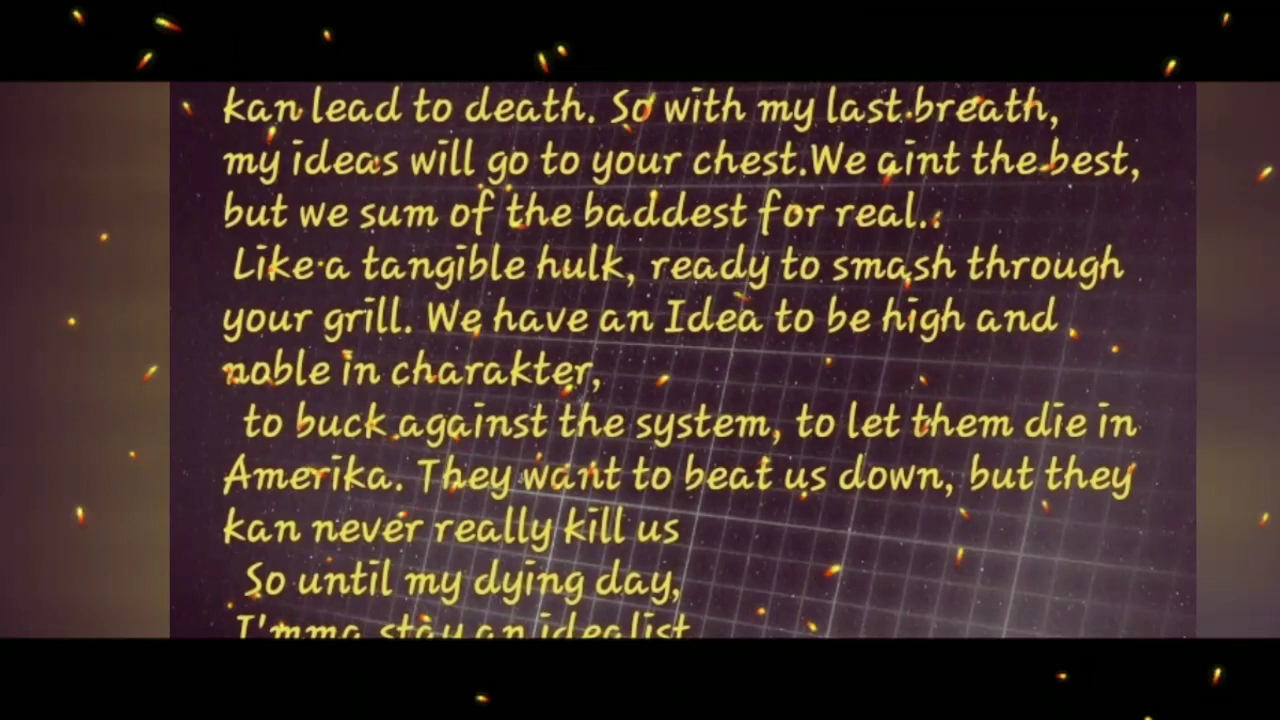 kan lead to death. So with my last breath,
my ideas will go to your chest.We aint the best,
but we sum of the baddest for real..
Like a tangible hulk, ready to smash through
your grill. We have an Idea to be high and
noble in charakter,
to buck against the system, to let them die in
Amerika. They want to beat us down, but they
kan never really kill us
So until my dying day,
I'mma stay an idealist